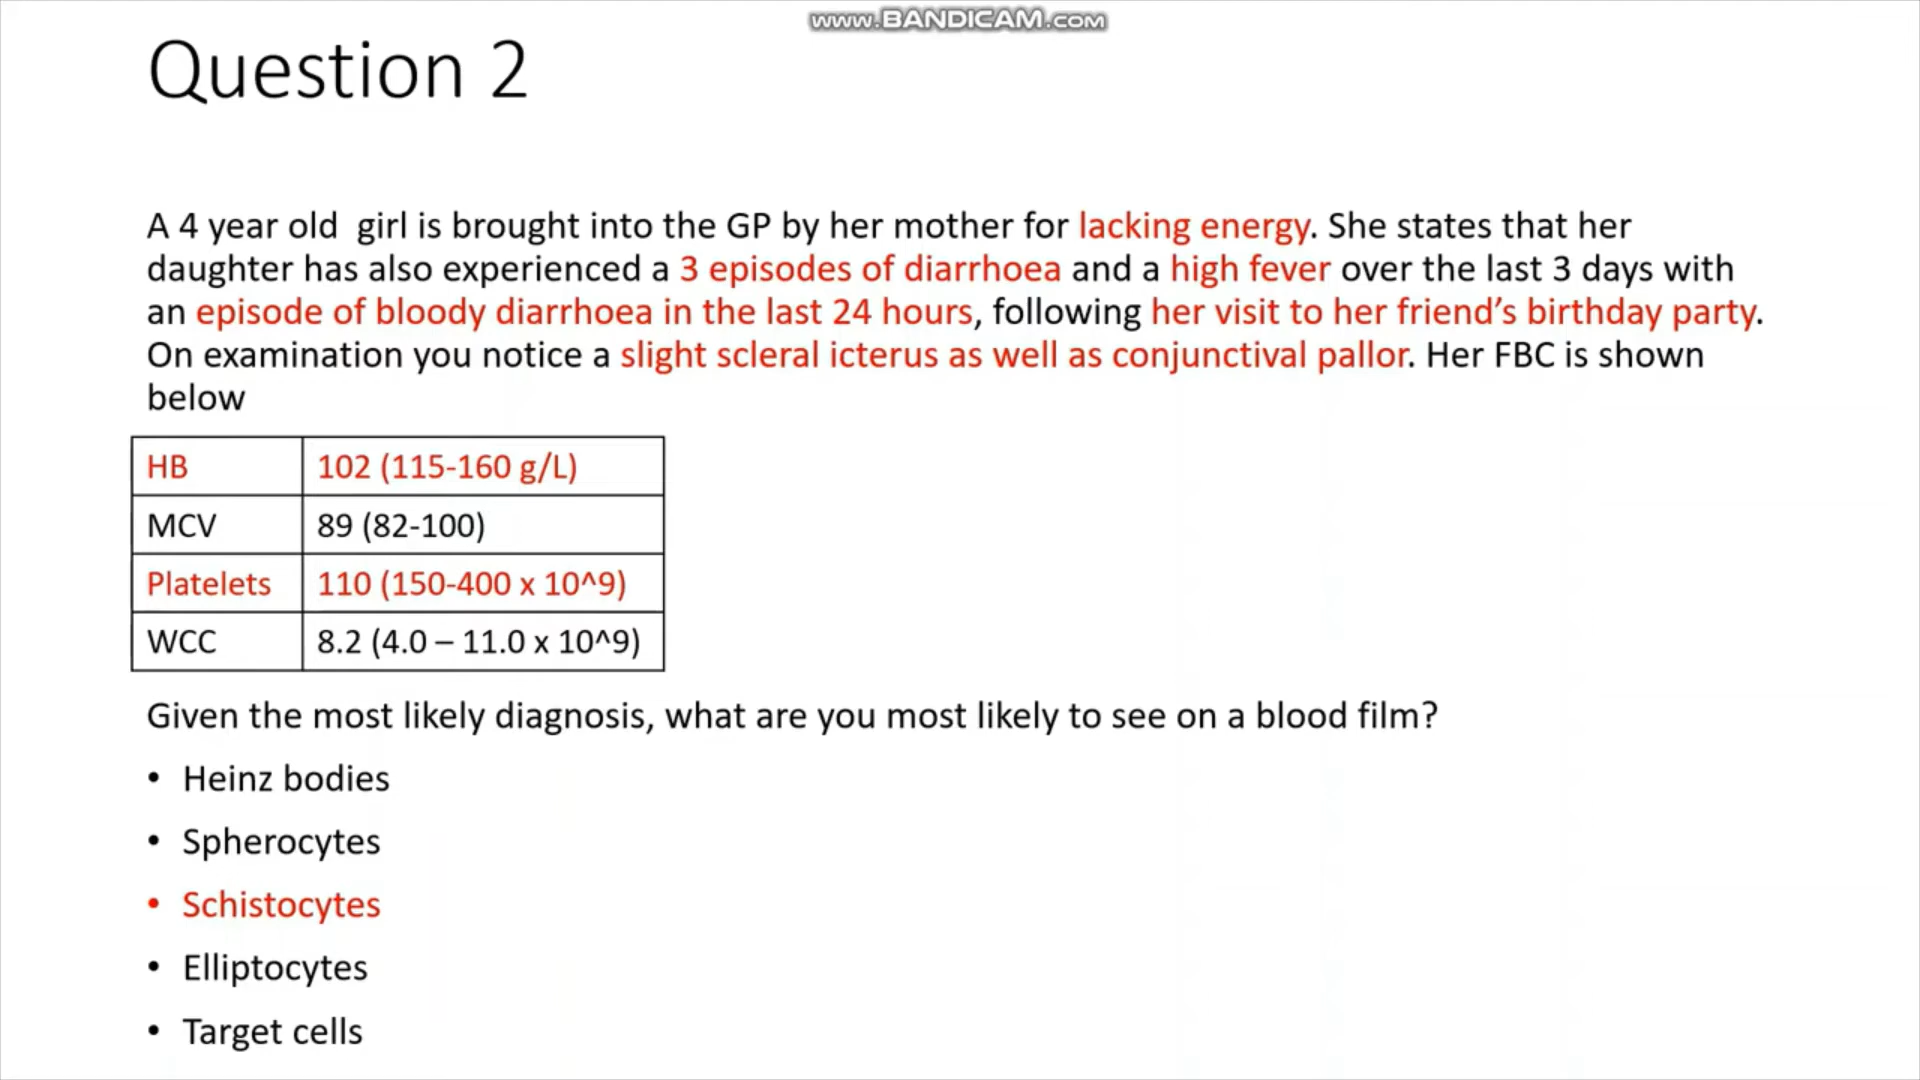 www.BANDICAM.com
Question 2
A 4 year old  girl is brought into the GP by her mother for lacking energy. She states that her
daughter has also experienced a 3 episodes of diarrhoea and a high fever over the last 3 days with
an episode of bloody diarrhoea in the last 24 hours, following her visit to her friend’s birthday party.
On examination you notice a slight scleral icterus as well as conjunctival pallor. Her FBC is shown
below
HB 102 (115-160 g/L)
MCV 89 (82-100)
Platelets 110 (150-400 x 10^9)
WCC 8.2 (4.0 – 11.0 x 10^9)
Given the most likely diagnosis, what are you most likely to see on a blood film?
• Heinz bodies
• Spherocytes
• Schistocytes
• Elliptocytes
• Target cells